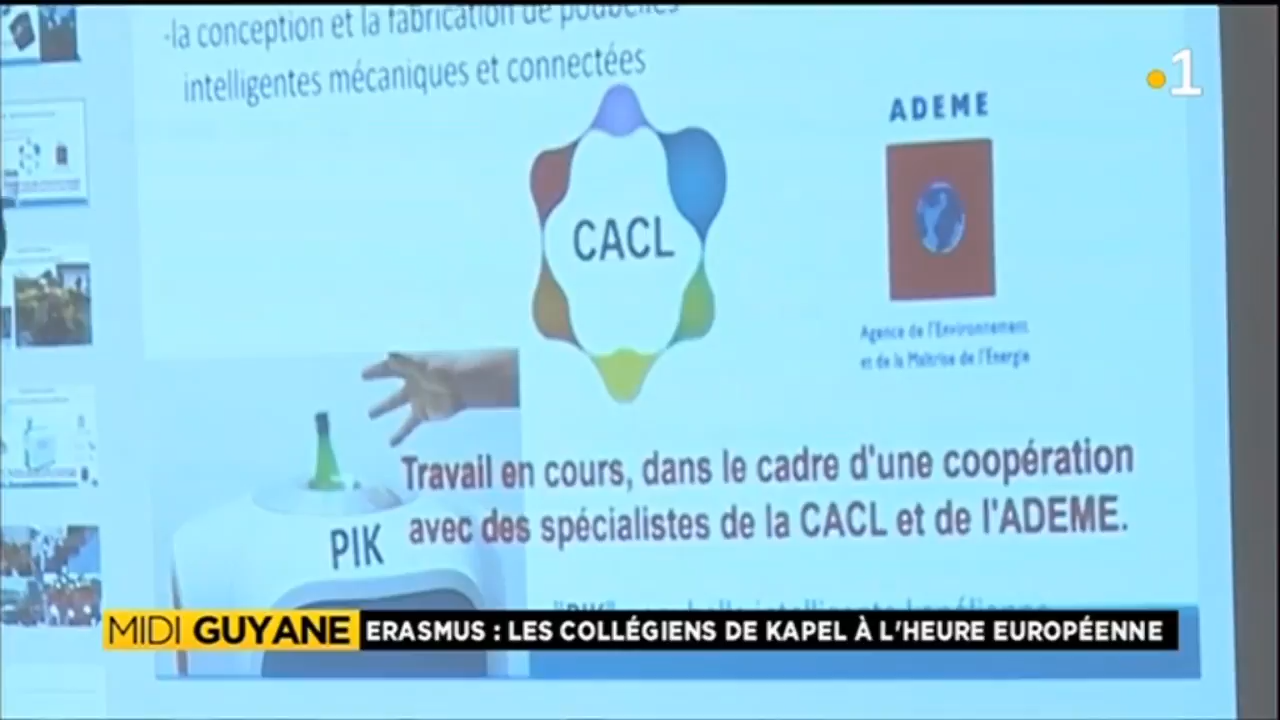 -la conception et la fabrication de poubelles
intelligentes mécaniques et connectées
1
ADEME
CACL
Agence de l'Environnement
et de la Maîtrise de l'Energie
Travail en cours, dans le cadre d'une coopération
avec des spécialistes de la CACL et de l'ADEME.
PIK
MIDI GUYANE ERASMUS : LES COLLÉGIENS DE KAPEL À L'HEURE EUROPÉENNE